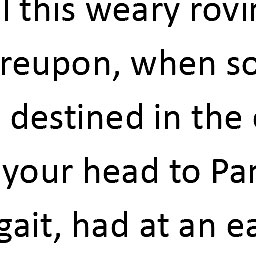 this weary rovin
reupon, when so
destined in the
your head to Par
gait, had at an ea